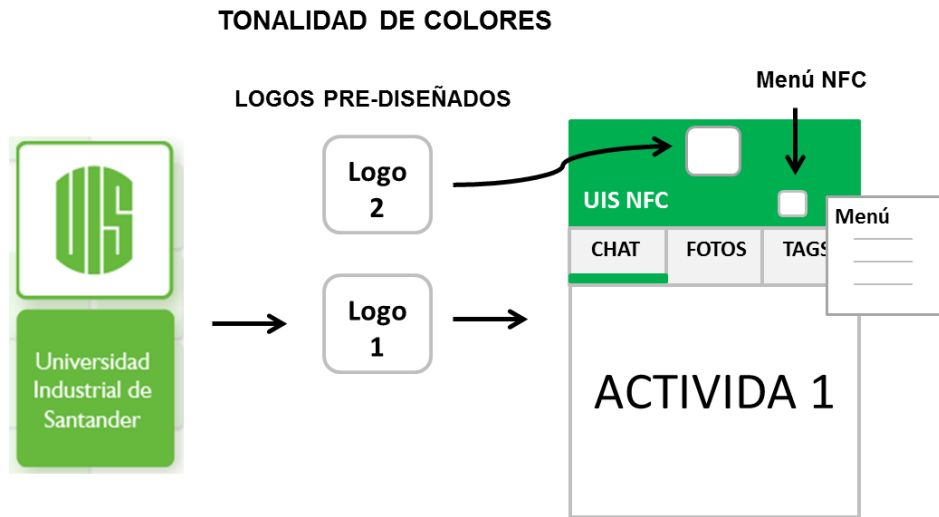 TONALIDAD DE COLORES
LOGOS PRE-DISEÑADOS
Menú NFC
UIS
Universidad
Industrial de
Santander
Logo
2
Logo
1
UIS NFC
Menú
CHAT FOTOS TAGS
ACTIVIDA 1